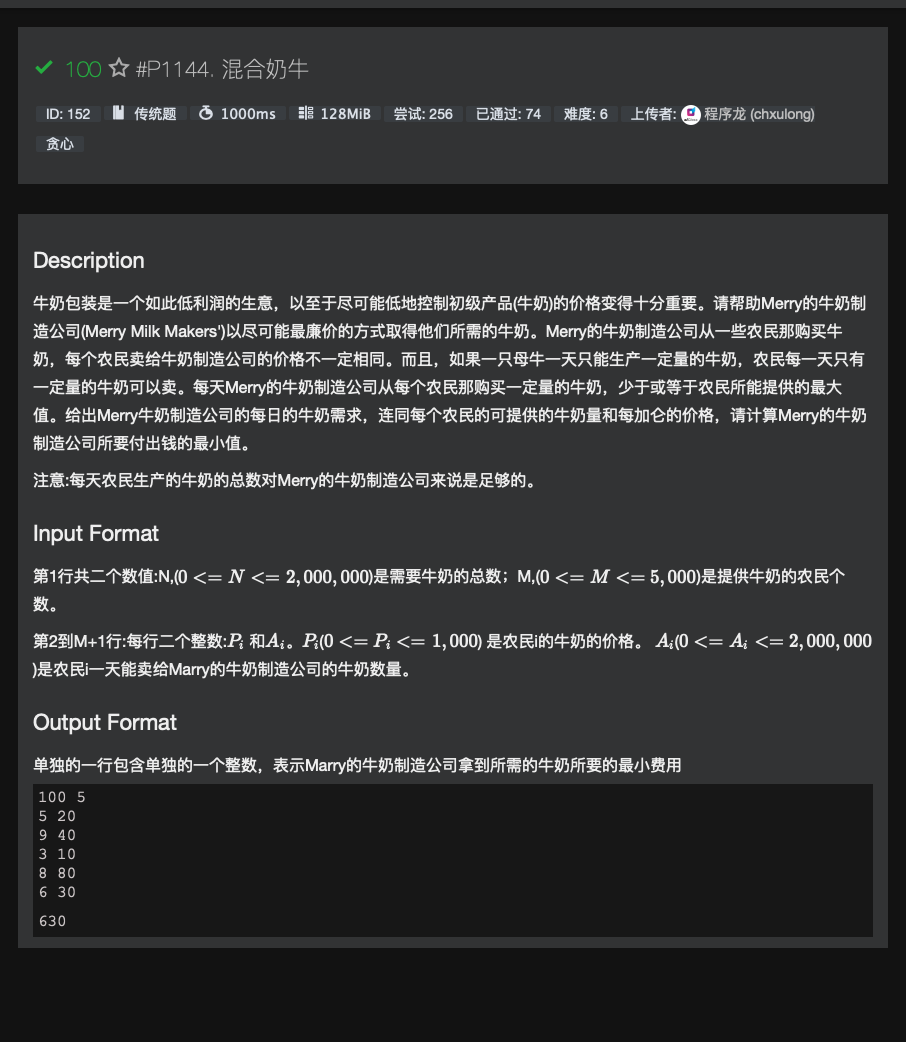 100 #P1144. 混合奶牛
ID: 152 传统题 1000ms 128MiB 尝试: 256 已通过: 74 难度: 6 上传者: 程序龙 (chxulong)
贪心
Description
牛奶包装是一个如此低利润的生意，以至于尽可能低地控制初级产品(牛奶)的价格变得十分重要。请帮助Merry的牛奶制
造公司(Merry Milk Makers')以尽可能最廉价的方式取得他们所需的牛奶。Merry的牛奶制造公司从一些农民那购买牛
奶，每个农民卖给牛奶制造公司的价格不一定相同。而且，如果一只母牛一天只能生产一定量的牛奶，农民每一天只有
一定量的牛奶可以卖。每天Merry的牛奶制造公司从每个农民那购买一定量的牛奶，少于或等于农民所能提供的最大
值。给出Merry牛奶制造公司的每日的牛奶需求，连同每个农民的可提供的牛奶量和每加仑的价格，请计算Merry的牛奶
制造公司所要付出钱的最小值。
注意:每天农民生产的牛奶的总数对Merry的牛奶制造公司来说是足够的。
Input Format
第1行共二个数值:N,(0 <= N <= 2,000,000)是需要牛奶的总数；M,(0 <= M <= 5,000)是提供牛奶的农民个
数。
第2到M+1行:每行二个整数:P_i 和A_i。P_i(0 <= P_i <= 1,000) 是农民i的牛奶的价格。 A_i(0 <= A_i <= 2,000,000
)是农民i一天能卖给Marry的牛奶制造公司的牛奶数量。
Output Format
单独的一行包含单独的一个整数，表示Marry的牛奶制造公司拿到所需的牛奶所要的最小费用
100 5
5 20
9 40
3 10
8 80
6 30
630